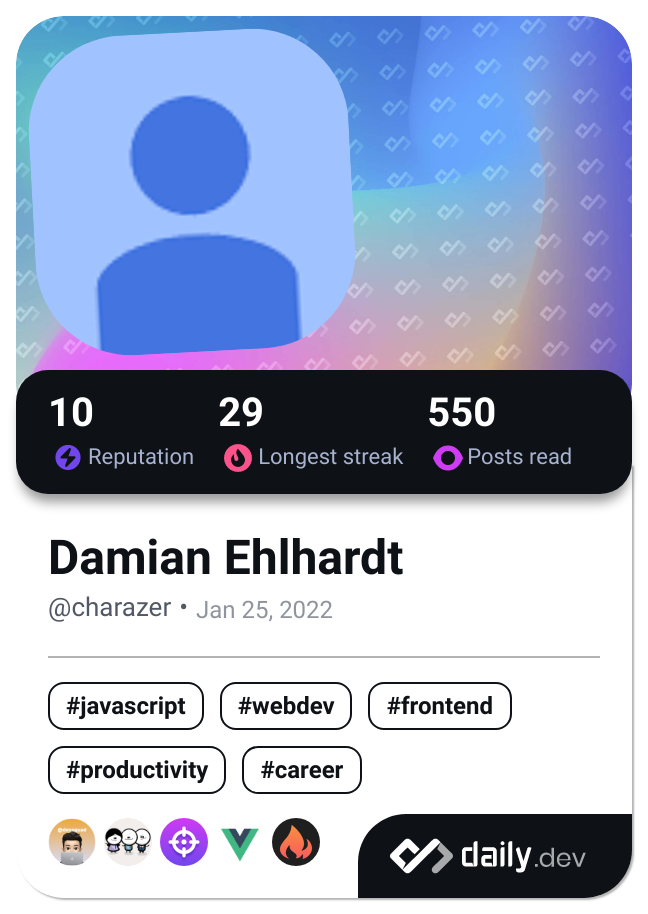 10 29 550
Reputation Longest streak Posts read
Damian Ehlhardt
@charazer • Jan 25, 2022
#javascript #webdev #frontend
#productivity #career
daily.dev